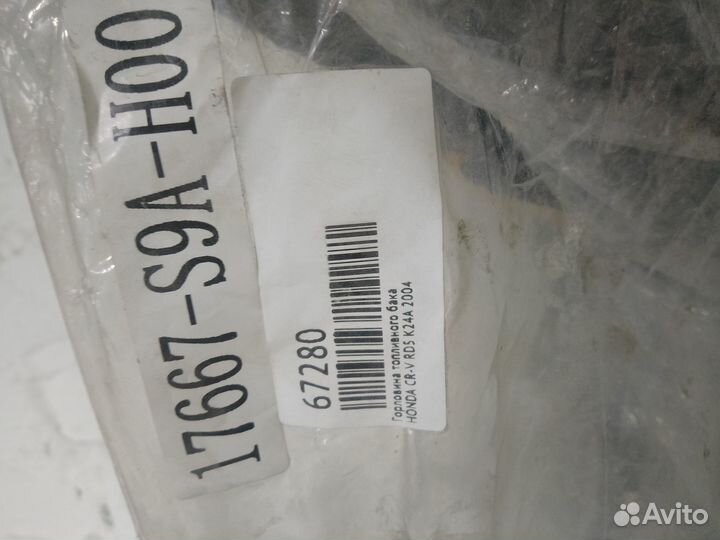 17667-S9A-H00
67280
Горловина топливного бака
HONDA CR-V RD5 K24A 2004
Avito